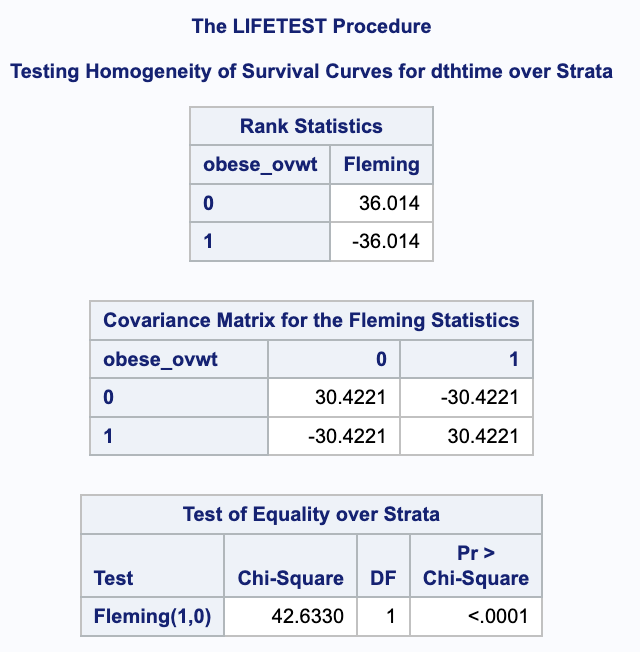 The LIFETEST Procedure
Testing Homogeneity of Survival Curves for dthtime over Strata
Rank Statistics
obese_ovwt Fleming
0 36.014
1 -36.014
Covariance Matrix for the Fleming Statistics
obese_ovwt 0 1
0 30.4221 -30.4221
1 -30.4221 30.4221
Test of Equality over Strata
Pr >
Test Chi-Square DF Chi-Square
Fleming(1,0) 42.6330 1 <.0001